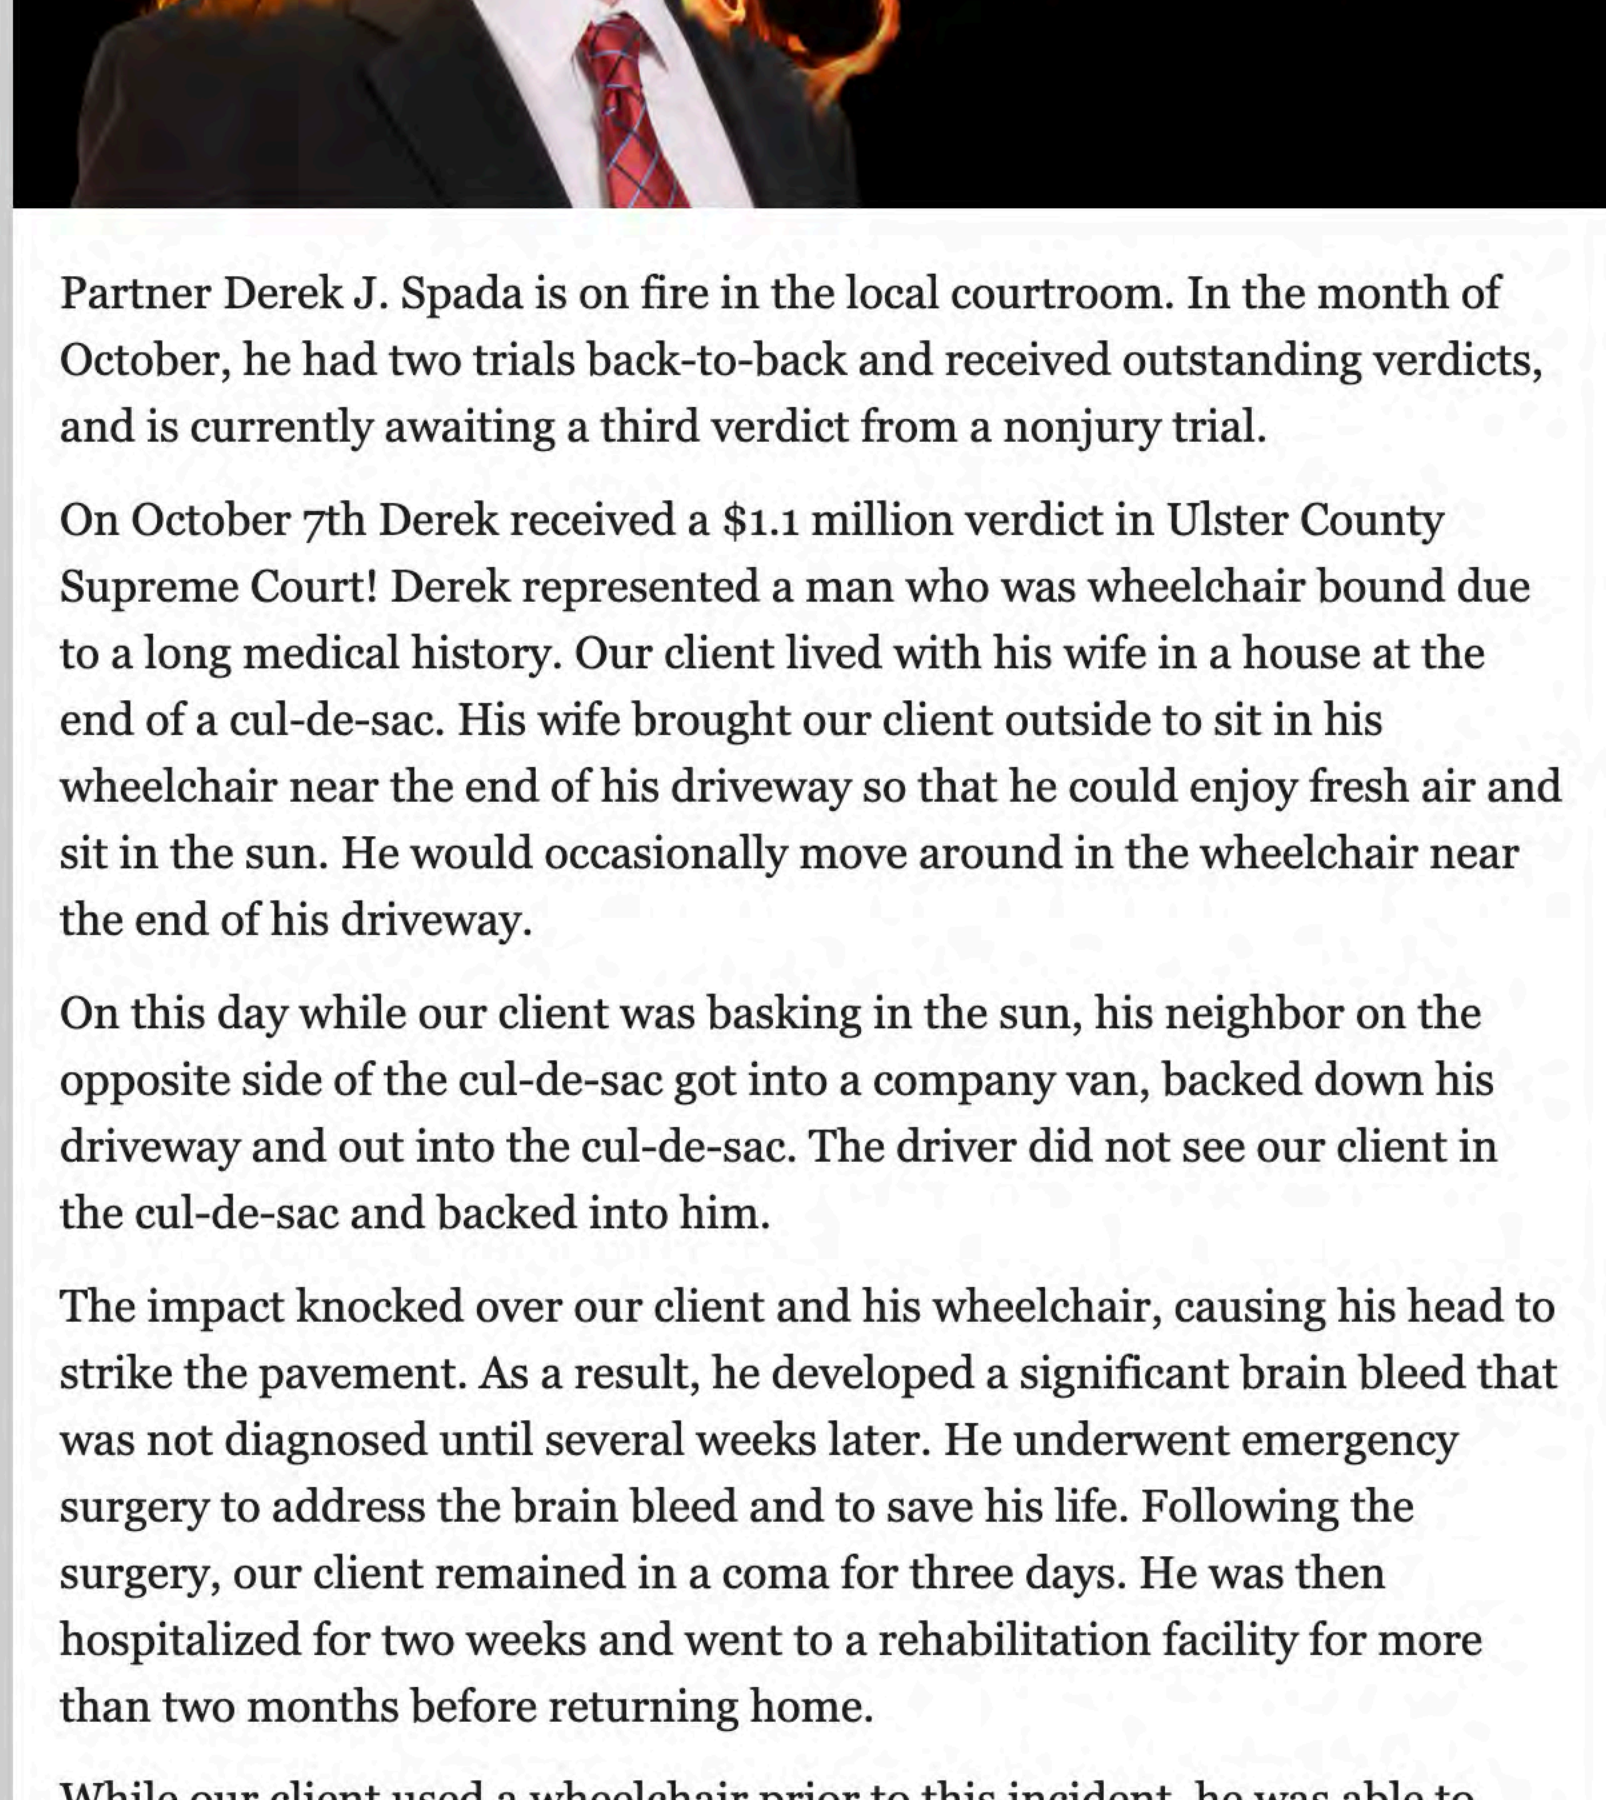 Partner Derek J. Spada is on fire in the local courtroom. In the month of
October, he had two trials back-to-back and received outstanding verdicts,
and is currently awaiting a third verdict from a nonjury trial.
On October 7th Derek received a $1.1 million verdict in Ulster County
Supreme Court! Derek represented a man who was wheelchair bound due
to a long medical history. Our client lived with his wife in a house at the
end of a cul-de-sac. His wife brought our client outside to sit in his
wheelchair near the end of his driveway so that he could enjoy fresh air and
sit in the sun. He would occasionally move around in the wheelchair near
the end of his driveway.
On this day while our client was basking in the sun, his neighbor on the
opposite side of the cul-de-sac got into a company van, backed down his
driveway and out into the cul-de-sac. The driver did not see our client in
the cul-de-sac and backed into him.
The impact knocked over our client and his wheelchair, causing his head to
strike the pavement. As a result, he developed a significant brain bleed that
was not diagnosed until several weeks later. He underwent emergency
surgery to address the brain bleed and to save his life. Following the
surgery, our client remained in a coma for three days. He was then
hospitalized for two weeks and went to a rehabilitation facility for more
than two months before returning home.
While our client used a wheelchair prior to this incident, he was able to